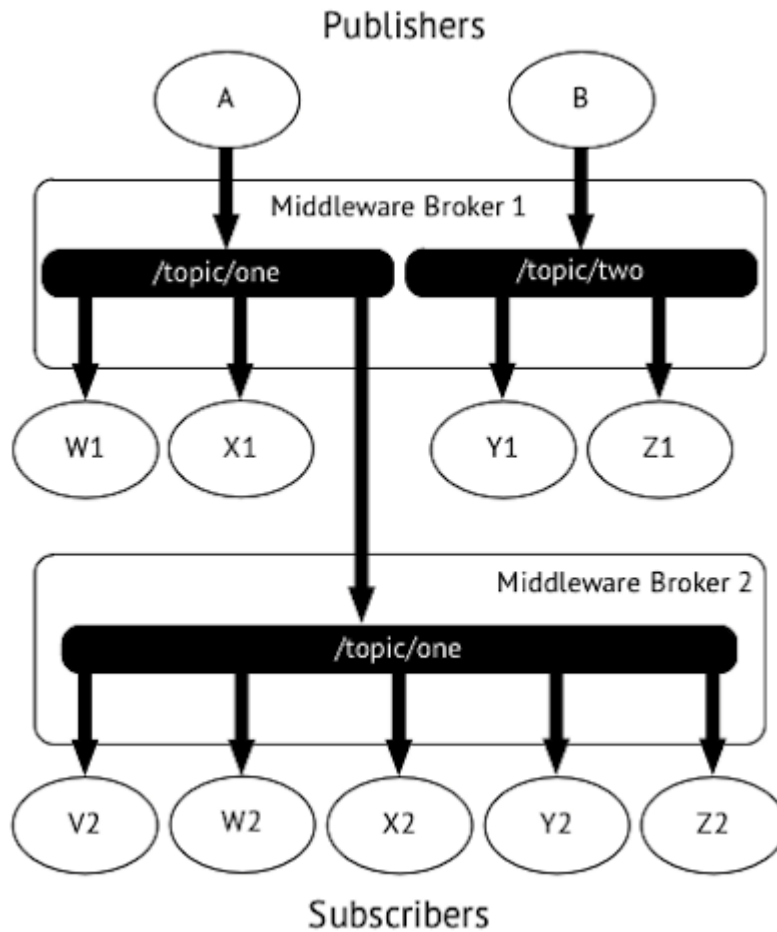 Publishers
A
B
Middleware Broker 1
/topic/one
/topic/two
W1
X1
Y1
Z1
Middleware Broker 2
/topic/one
V2
W2
X2
Y2
Z2
Subscribers